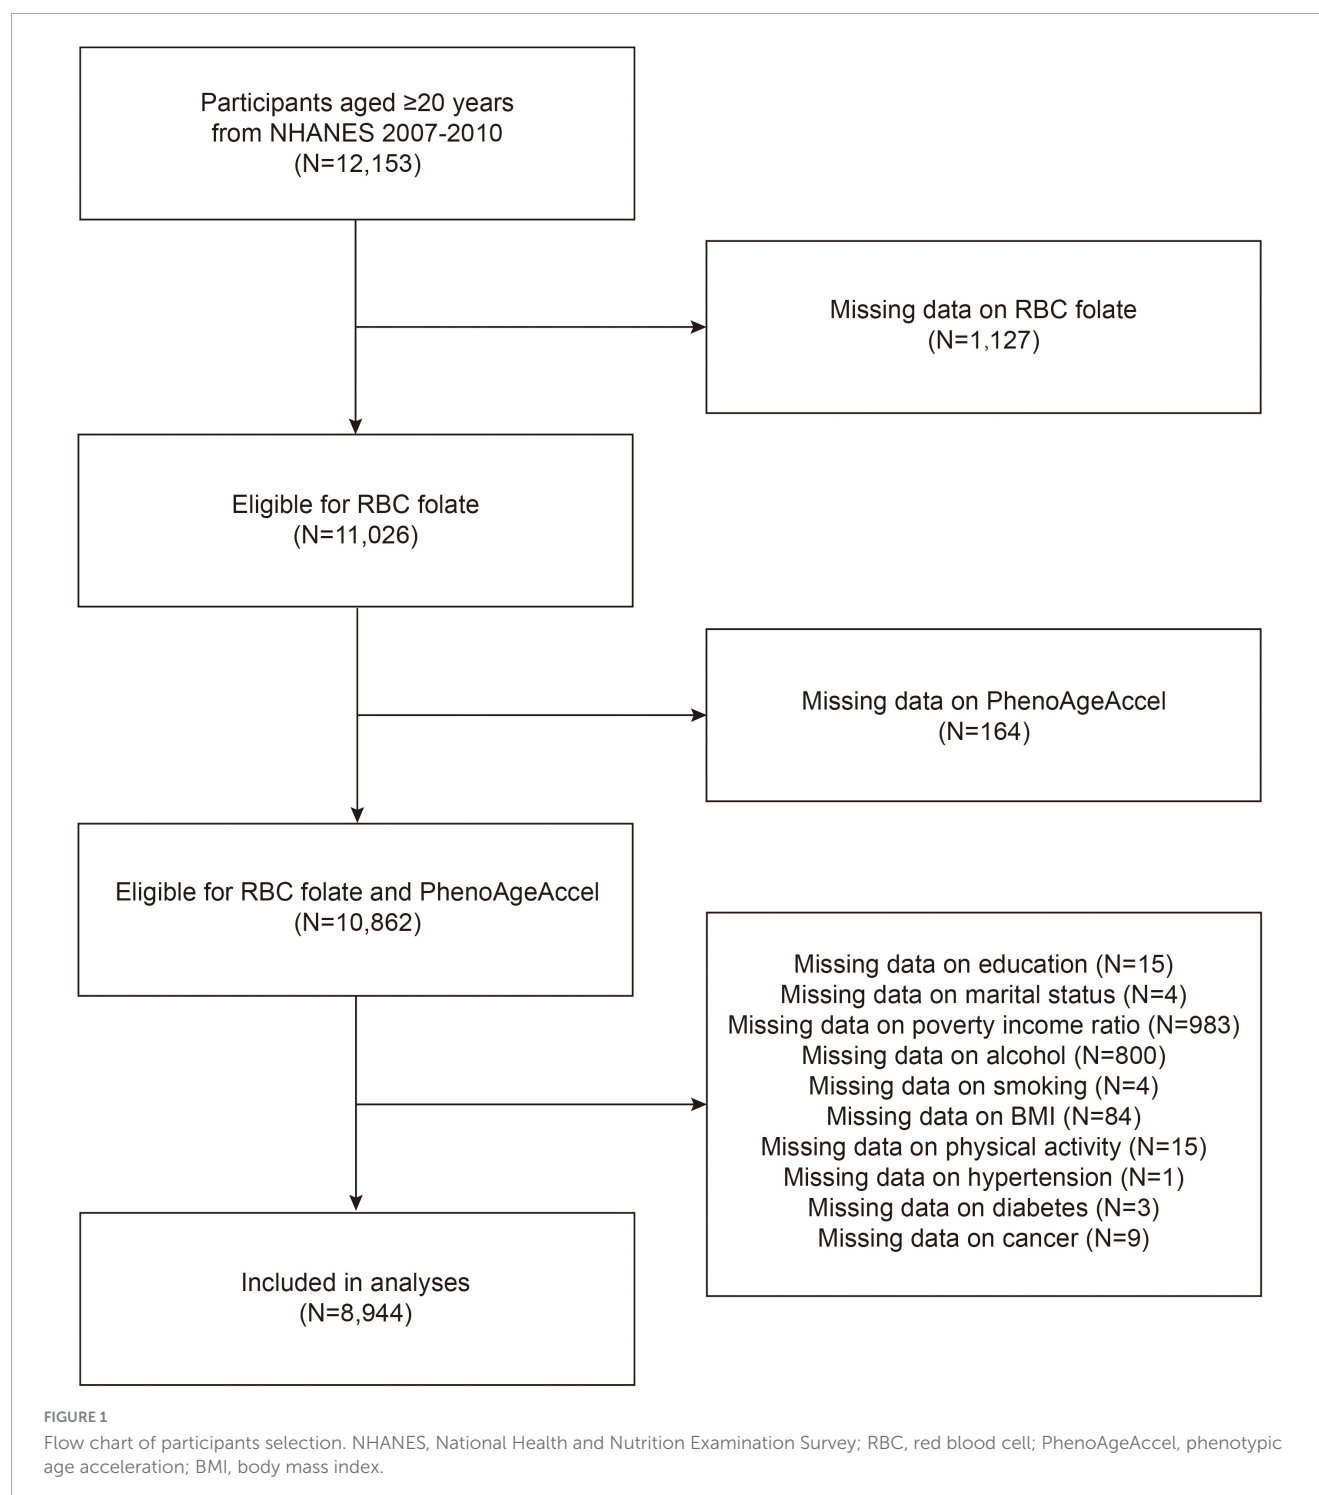 Participants aged ≥20 years
from NHANES 2007-2010
(N=12,153)
Missing data on RBC folate
(N=1,127)
Eligible for RBC folate
(N=11,026)
Missing data on PhenoAgeAccel
(N=164)
Eligible for RBC folate and PhenoAgeAccel
(N=10,862)
Missing data on education (N=15)
Missing data on marital status (N=4)
Missing data on poverty income ratio (N=983)
Missing data on alcohol (N=800)
Missing data on smoking (N=4)
Missing data on BMI (N=84)
Missing data on physical activity (N=15)
Missing data on hypertension (N=1)
Missing data on diabetes (N=3)
Missing data on cancer (N=9)
Included in analyses
(N=8,944)
FIGURE 1
Flow chart of participants selection. NHANES, National Health and Nutrition Examination Survey; RBC, red blood cell; PhenoAgeAccel, phenotypic
age acceleration; BMI, body mass index.